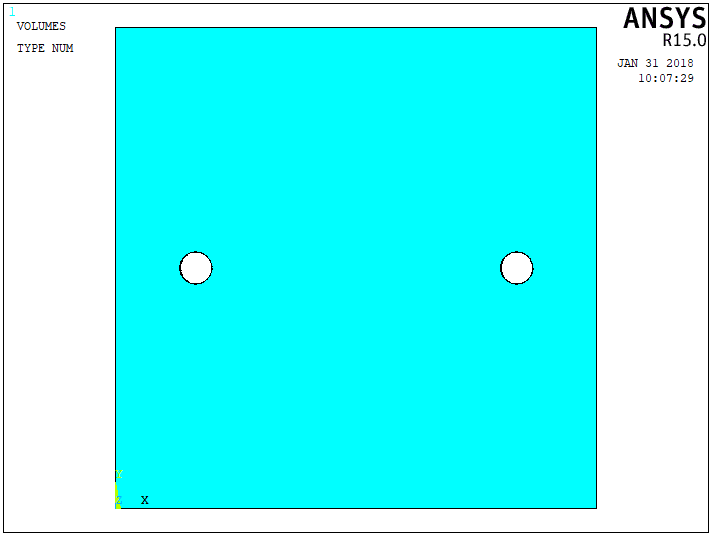 1
VOLUMES
TYPE NUM
ANSYS
R15.0
JAN 31 2018
10:07:29
Y
Z X